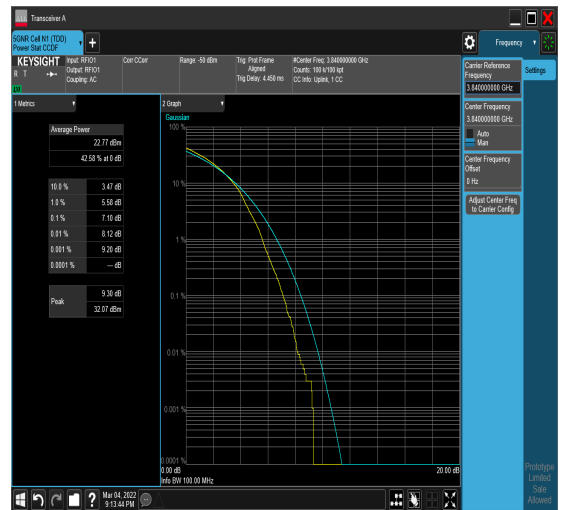 Transceiver A
5GNR Cell N1 (TDD)
Power Stat CCDF
Frequency
KEYSIGHT
R T
LXI
Input: RFIO1
Output: RFIO1
Coupling: AC
Corr CCorr
Range: -50 dBm
Trig: Prot Frame
Aligned
Trig Delay: 4.450 ms
#Center Freq: 3.840000000 GHz
Counts: 100 k/100 kpt
CC Info: Uplink, 1 CC
1 Metrics
Average Power
22.77 dBm
42.58 % at 0 dB
10.0 % 3.47 dB
1.0 % 5.58 dB
0.1 % 7.10 dB
0.01 % 8.12 dB
0.001 % 9.20 dB
0.0001 % --- dB
Peak
9.30 dB
32.07 dBm
2 Graph
Gaussian
100 %
10 %
1 %
0.1 %
0.01 %
0.001 %
0.0001 %
0.00 dB 20.00 dB
Info BW 100.00 MHz
Carrier Reference
Frequency
3.840000000 GHz
Center Frequency
3.840000000 GHz
Auto
Man
Center Frequency
Offset
0 Hz
Adjust Center Freq
to Carrier Config
Settings
Prototype
Limited
Sale
Allowed
Mar 04, 2022
9:13:44 PM